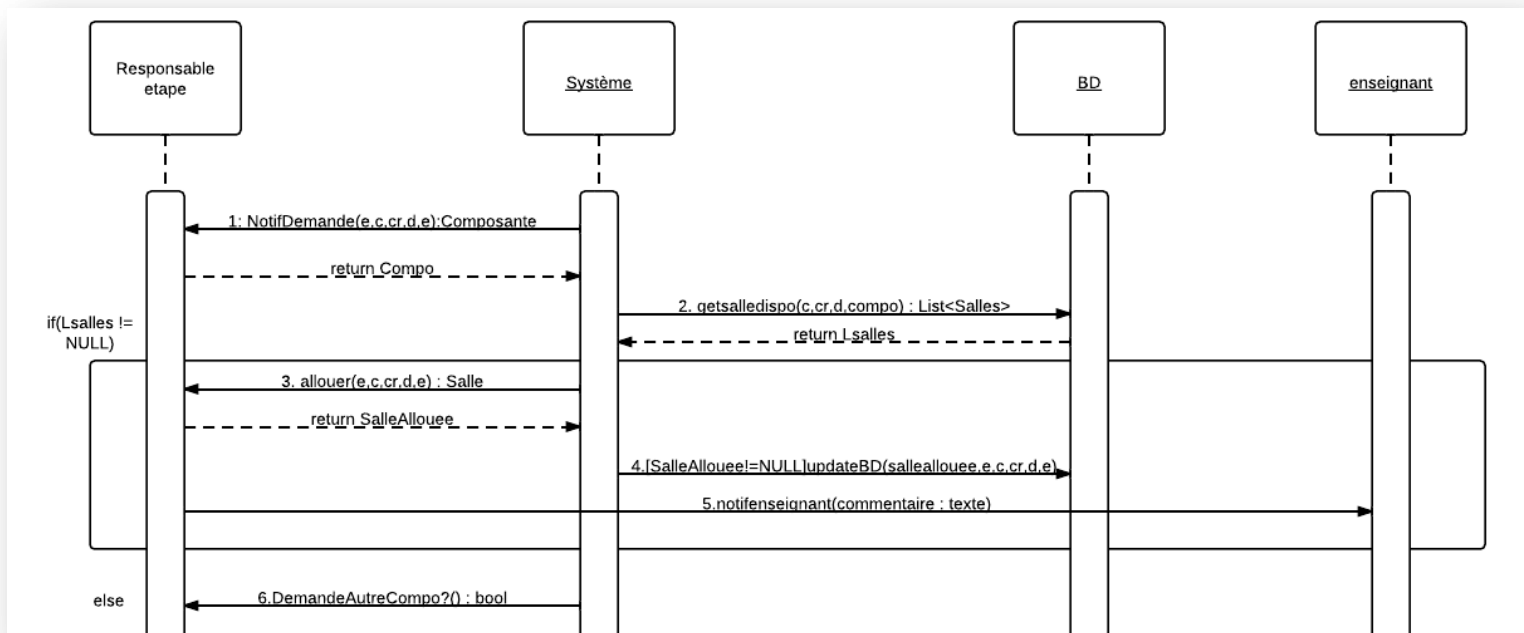 Responsable
etape
Système
BD
enseignant
1: NotifDemande(e,c,cr,d,e):Composante
return Compo
2. getsalledispo(c,cr,d,compo) : List<Salles>
return Lsalles
if(Lsalles !=
NULL)
3. allouer(e,c,cr,d,e) : Salle
return SalleAllouee
4.[SalleAllouee!=NULL]updateBD(salleallouee,e,c,cr,d,e)
5.notifenseignant(commentaire : texte)
else
6.DemandeAutreCompo?() : bool